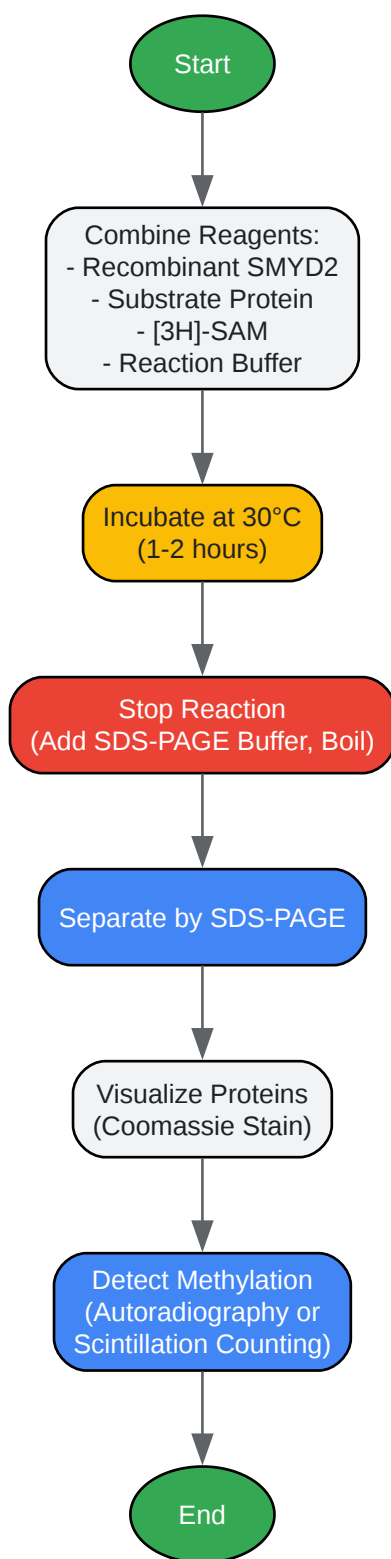 Start
Combine Reagents:
- Recombinant SMYD2
- Substrate Protein
- [3H]-SAM
- Reaction Buffer
Incubate at 30°C
(1-2 hours)
Stop Reaction
(Add SDS-PAGE Buffer, Boil)
Separate by SDS-PAGE
Visualize Proteins
(Coomassie Stain)
Detect Methylation
(Autoradiography or
Scintillation Counting)
End